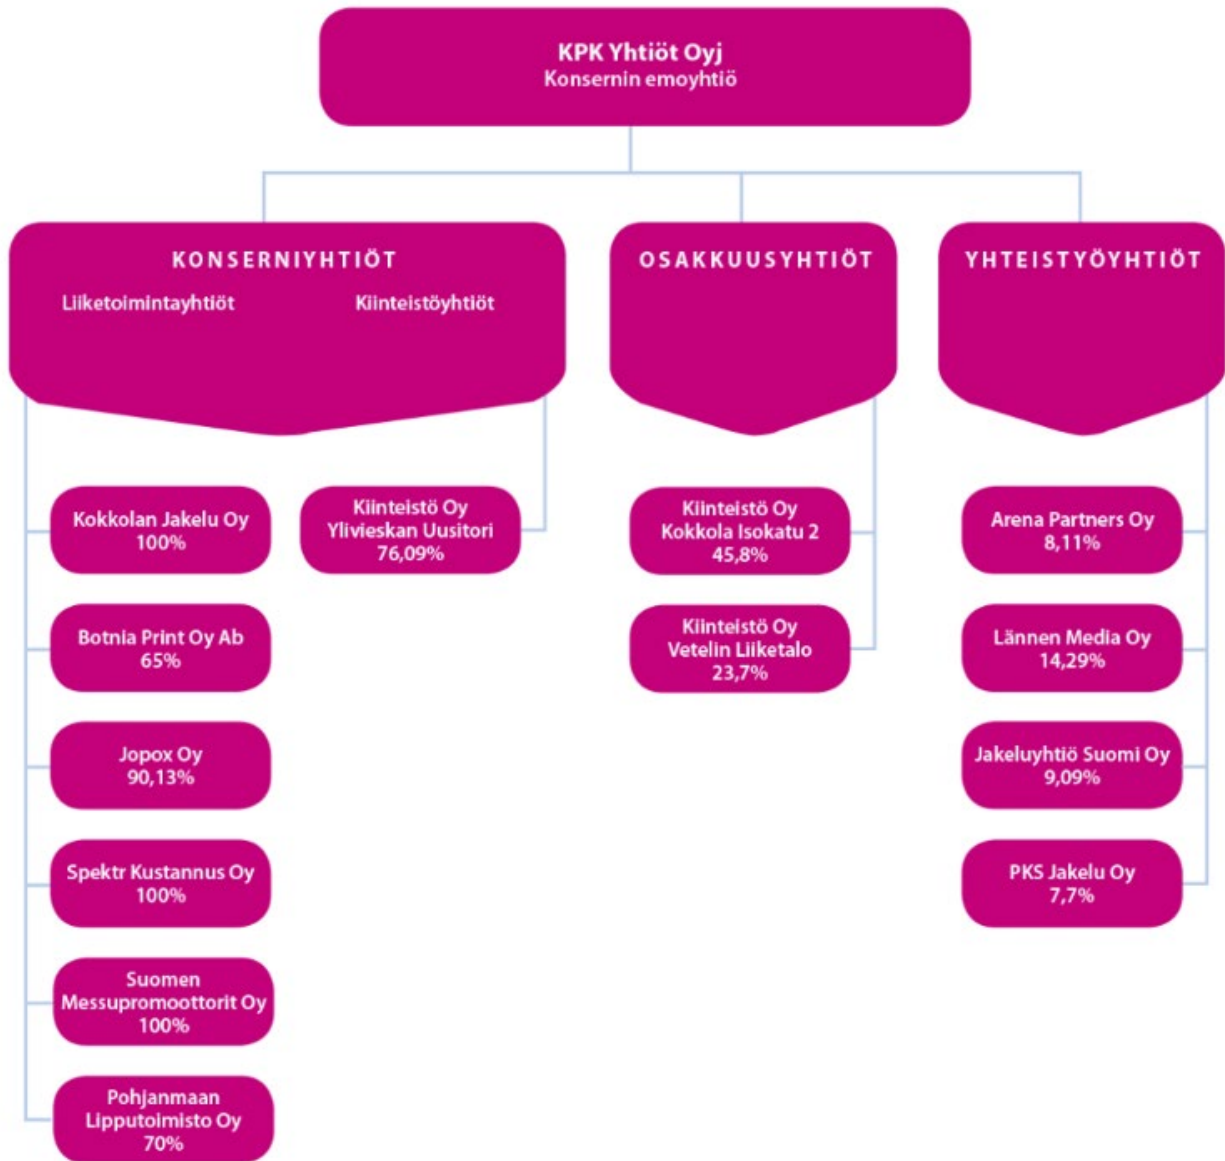 KPK Yhtiöt Oyj
Konsernin emoyhtiö
KONSERNIYHTIÖT
Liiketoimintayhtiöt
Kiinteistöyhtiöt
Kokkolan Jakelu Oy
100%
Botnia Print Oy Ab
65%
Jopox Oy
90,13%
Spektr Kustannus Oy
100%
Suomen
Messupromoottorit Oy
100%
Pohjanmaan
Lipputoimisto Oy
70%
Kiinteistö Oy
Ylivieskan Uusitori
76,09%
OSAKKUUSYHTIÖT
Kiinteistö Oy
Kokkola Isokatu 2
45,8%
Kiinteistö Oy
Vetelin Liiketalo
23,7%
YHTEISTYÖYHTIÖT
Arena Partners Oy
8,11%
Lännen Media Oy
14,29%
Jakeluyhtiö Suomi Oy
9,09%
PKS Jakelu Oy
7,7%